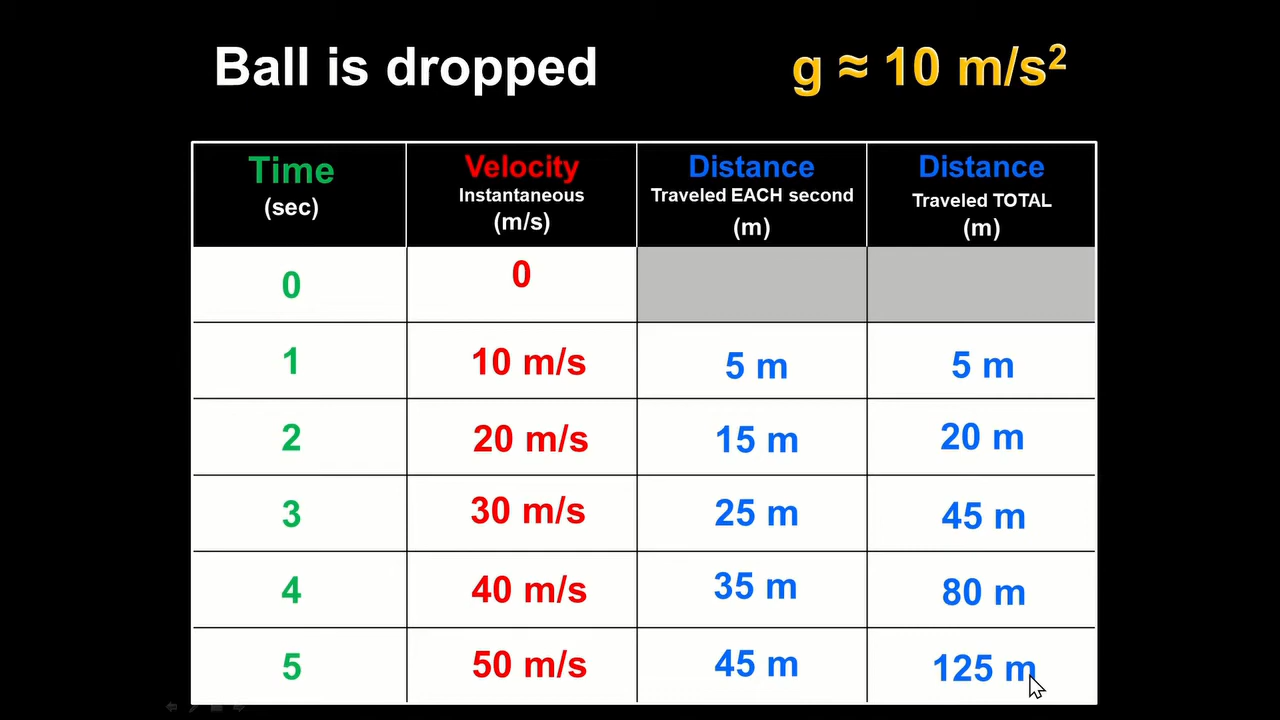 Ball is dropped g ≈ 10 m/s²
Time Velocity Distance Distance
(sec) Instantaneous Traveled EACH second Traveled TOTAL
(m/s) (m) (m)
0 0
1 10 m/s 5 m 5 m
2 20 m/s 15 m 20 m
3 30 m/s 25 m 45 m
4 40 m/s 35 m 80 m
5 50 m/s 45 m 125 m